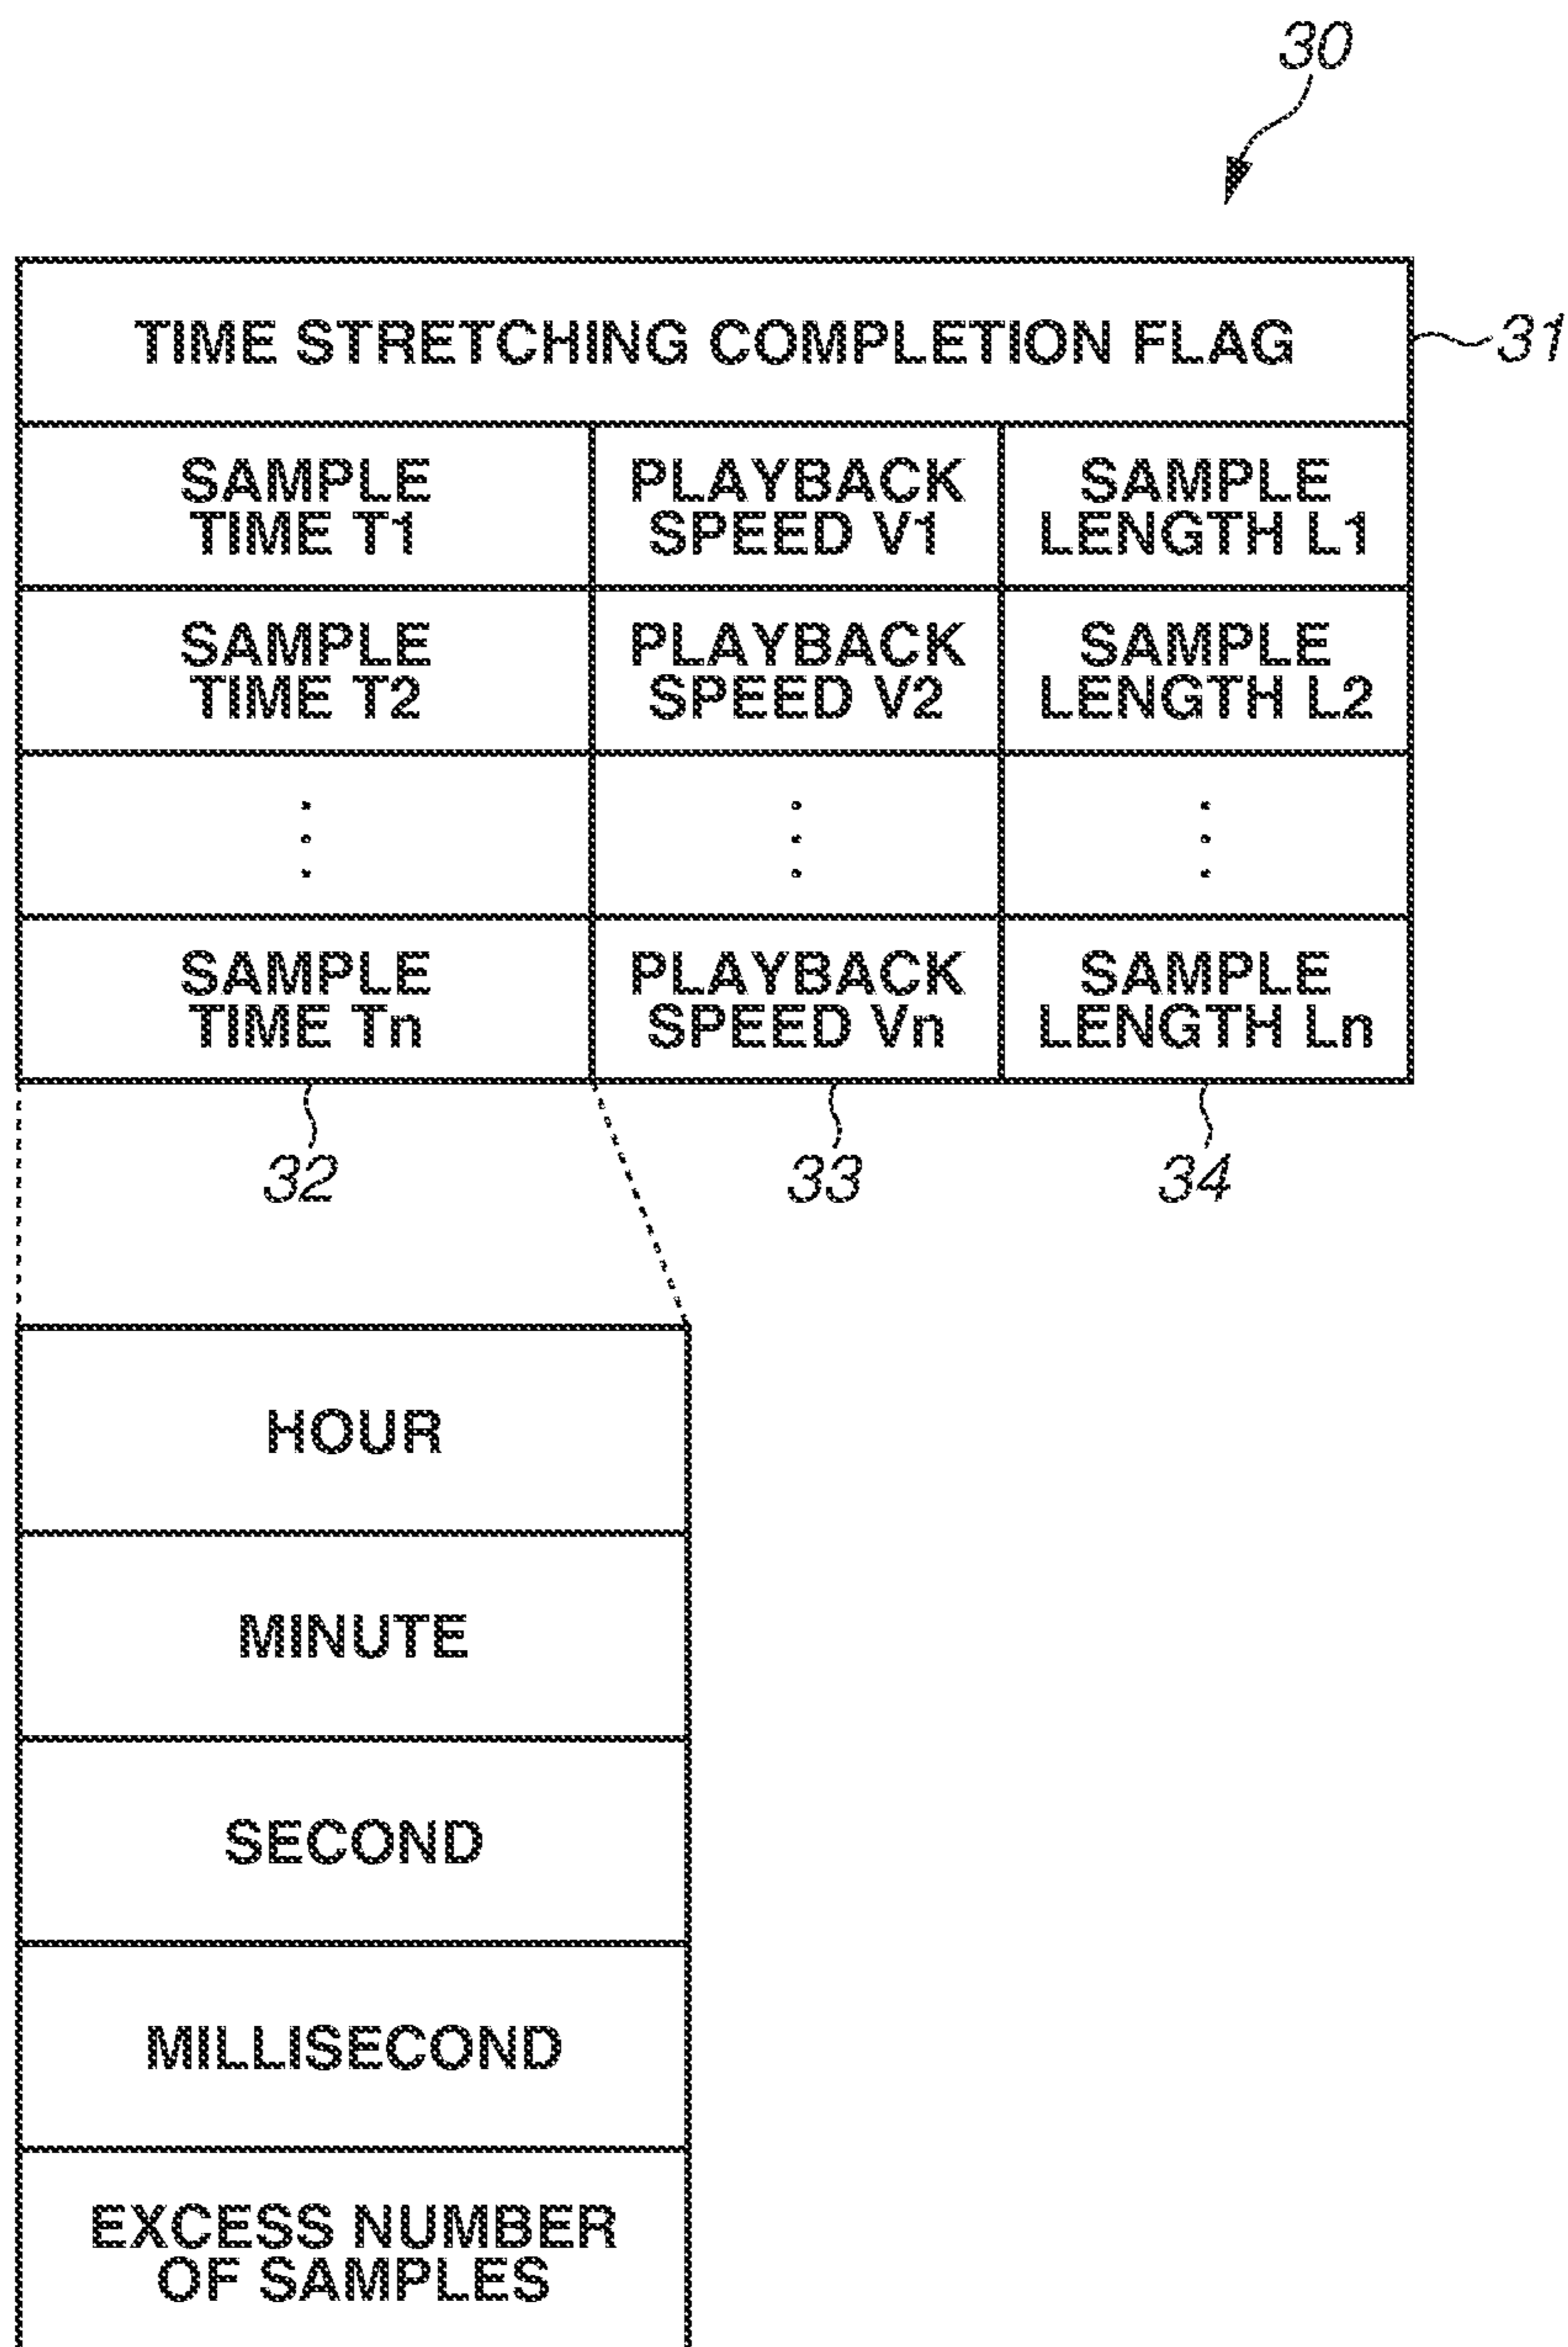 30
TIME STRETCHING COMPLETION FLAG
31
SAMPLE
TIME T1
PLAYBACK
SPEED V1
SAMPLE
LENGTH L1
SAMPLE
TIME T2
PLAYBACK
SPEED V2
SAMPLE
LENGTH L2
SAMPLE
TIME Tn
PLAYBACK
SPEED Vn
SAMPLE
LENGTH Ln
32
33
34
HOUR
MINUTE
SECOND
MILLISECOND
EXCESS NUMBER
OF SAMPLES